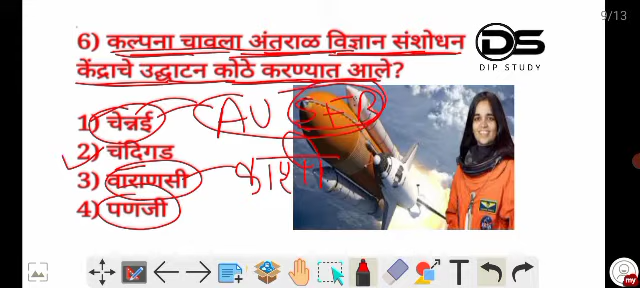 9/13
6) कल्पना चावला अंतराळ विज्ञान संशोधन
केंद्राचे उद्घाटन कोठे करण्यात आले?
DS
DIP STUDY
1) चेन्नई
2) चंदिगड
3) वाराणसी
4) पणजी
AU
T
my